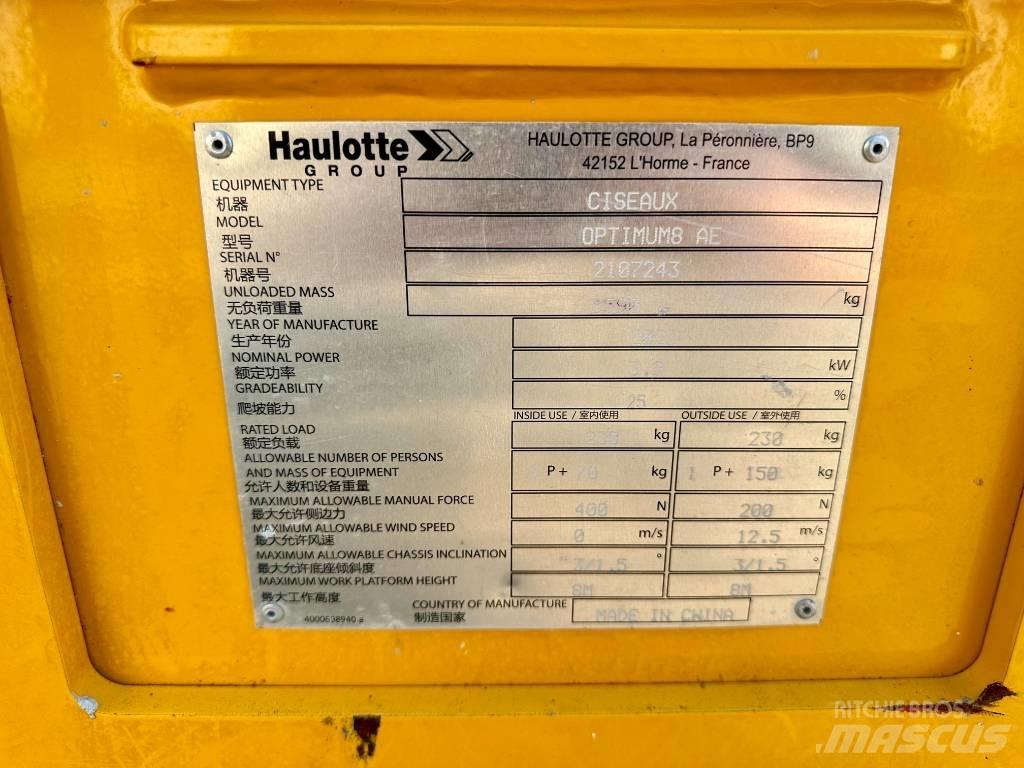 Haulotte
GROUP
HAULOTTE GROUP, La Péronnière, BP9
42152 L'Horme - France
EQUIPMENT TYPE
机器
CISEAUX
MODEL
型号
OPTIMUM8 AE
SERIAL N°
机器号
2107243
UNLOADED MASS
无负荷重量
kg
YEAR OF MANUFACTURE
生产年份
NOMINAL POWER
额定功率
kW
GRADEABILITY
爬坡能力
25 %
INSIDE USE / 室内使用 OUTSIDE USE / 室外使用
RATED LOAD
额定负载
230 kg 230 kg
ALLOWABLE NUMBER OF PERSONS
AND MASS OF EQUIPMENT
允许人数和设备重量
P + kg 1 P + 150 kg
MAXIMUM ALLOWABLE MANUAL FORCE
最大允许侧边力
400 N 200 N
MAXIMUM ALLOWABLE WIND SPEED
最大允许风速
0 m/s 12.5 m/s
MAXIMUM ALLOWABLE CHASSIS INCLINATION
最大允许底座倾斜度
3/1.5 ° 3/1.5 °
MAXIMUM WORK PLATFORM HEIGHT
最大工作高度
8M 8M
COUNTRY OF MANUFACTURE
制造国家
MADE IN CHINA
4000638940 a
RITCHIE BROS.
MASCUS